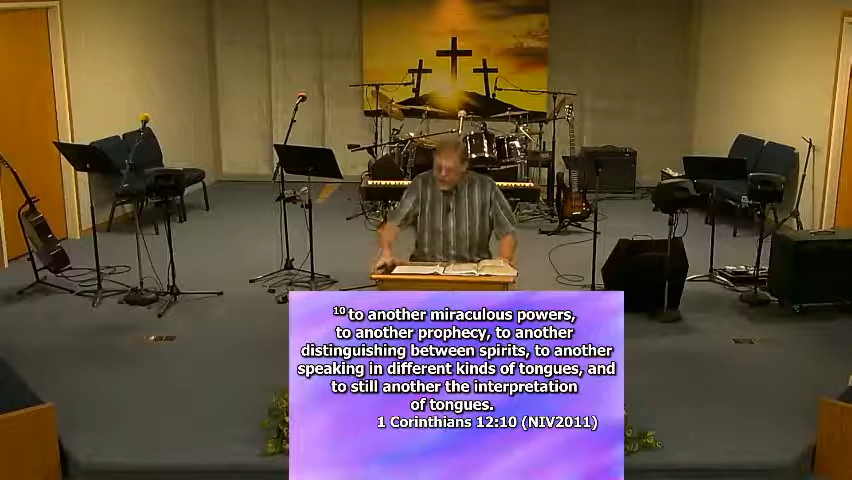 10 to another miraculous powers,
to another prophecy, to another
distinguishing between spirits, to another
speaking in different kinds of tongues, and
to still another the interpretation
of tongues.
1 Corinthians 12:10 (NIV2011)